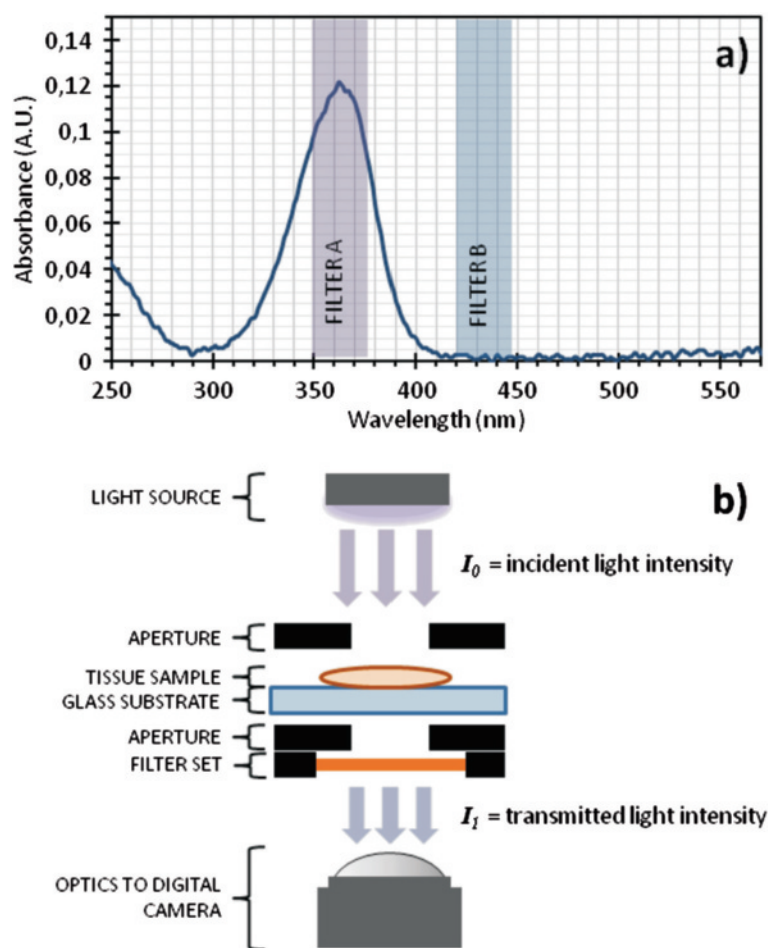 a)
0,14
0,12
0,1
0,08
0,06
0,04
0,02
0
Absorbance (A.U.)
FILTER A
FILTER B
250 300 350 400 450 500 550
Wavelength (nm)
b)
LIGHT SOURCE
I0 = incident light intensity
APERTURE
TISSUE SAMPLE
GLASS SUBSTRATE
APERTURE
FILTER SET
I1 = transmitted light intensity
OPTICS TO DIGITAL
CAMERA